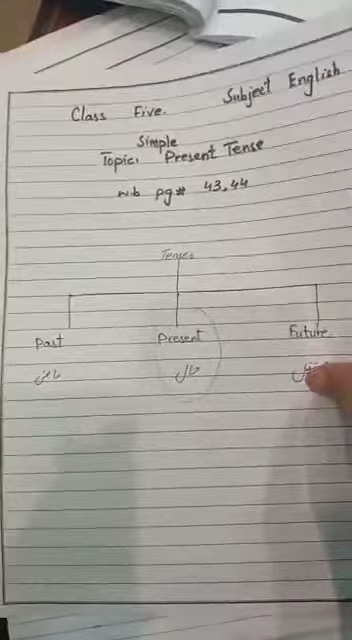 Class Five. Subject English
Simple
Topic: Present Tense
w.b pg# 43,44
Tenses
Past Present Future
ماضی حال